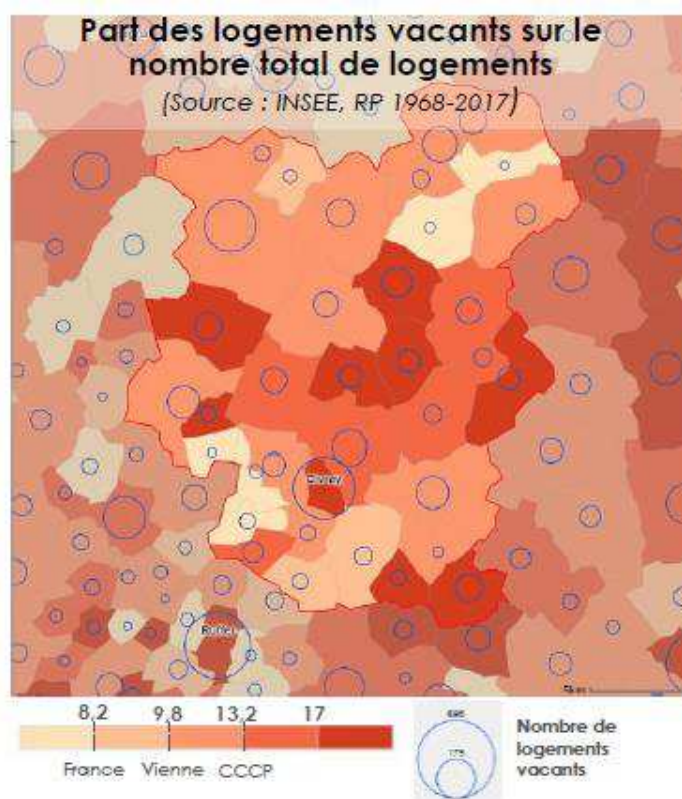 Part des logements vacants sur le
nombre total de logements
(Source : INSEE, RP 1968-2017)
Civray
Ruffec
8,2 9,8 13,2 17
France Vienne CCCP
Nombre de
logements
vacants